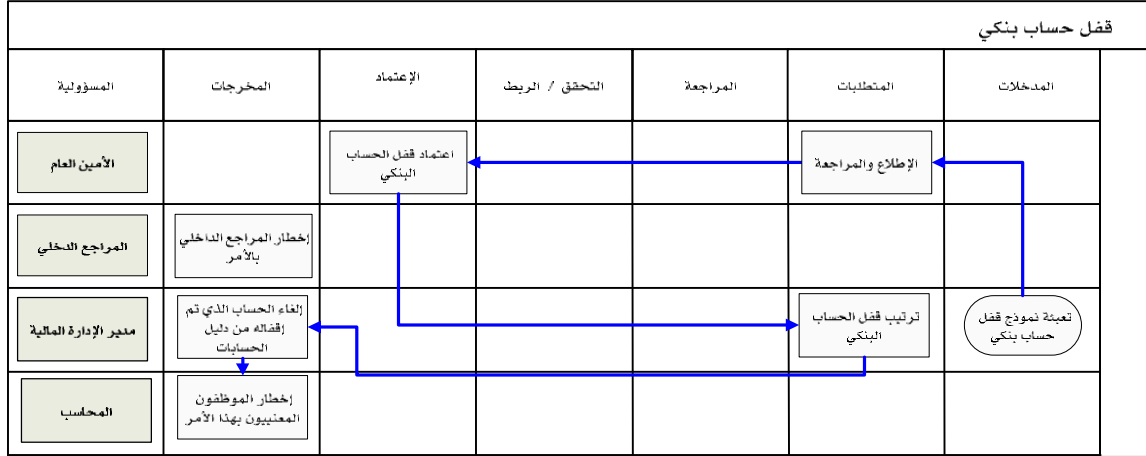 قفل حساب بنكي
المدخلات
المتطلبات
المراجعة
التحقق / الربط
الإعتماد
المخرجات
المسؤولية
الإطلاع والمراجعة
اعتماد قفل الحساب
البنكي
الأمين العام
إخطار المراجع الداخلي
بالأمر
المراجع الدخلي
تعبئة نموذج قفل
حساب بنكي
ترتيب قفل الحساب
البنكي
إلغاء الحساب الذي تم
إقفاله من دليل
الحسابات
مدير الإدارة المالية
إخطار الموظفون
المعنييون بهذا الأمر
المحاسب